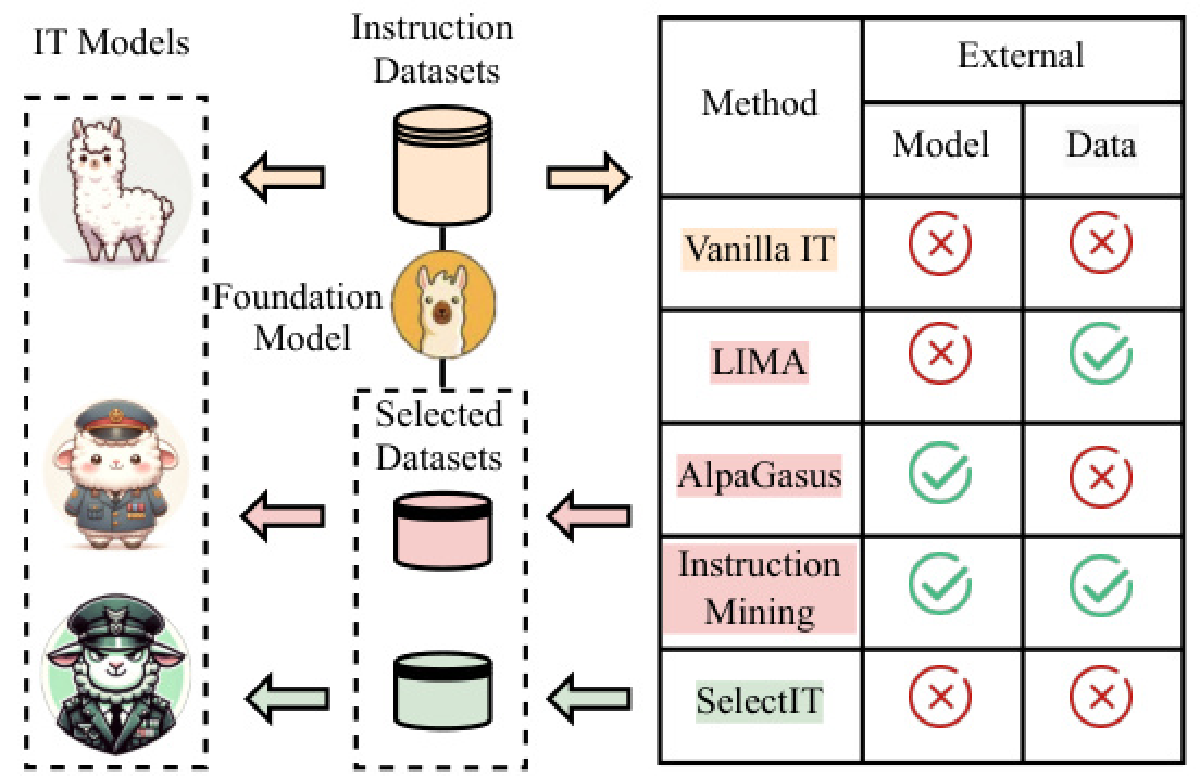 IT Models
Instruction
Datasets
Foundation
Model
Selected
Datasets
Method
External
Model
Data
Vanilla IT
LIMA
AlpaGasus
Instruction
Mining
SelectIT